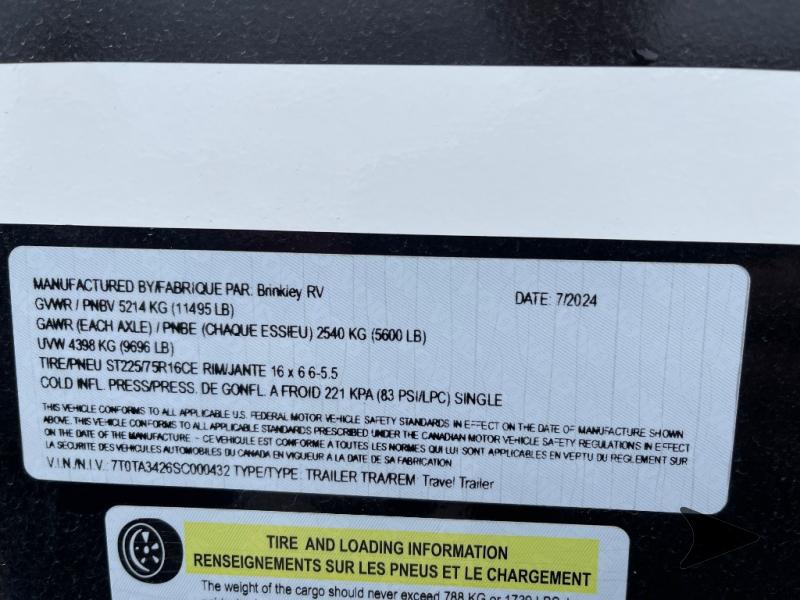 MANUFACTURED BY/FABRIQUE PAR: Brinkley RV
DATE: 7/2024
GVWR / PNBV 5214 KG (11495 LB)
GAWR (EACH AXLE) / PNBE (CHAQUE ESSIEU) 2540 KG (5600 LB)
UVW 4398 KG (9696 LB)
TIRE/PNEU ST225/75R16CE RIM/JANTE 16 x 6 6-5.5
COLD INFL. PRESS/PRESS. DE GONFL. A FROID 221 KPA (83 PSI/LPC) SINGLE
THIS VEHICLE CONFORMS TO ALL APPLICABLE U.S. FEDERAL MOTOR VEHICLE SAFETY STANDARDS IN EFFECT ON THE DATE OF MANUFACTURE SHOWN
ABOVE. THIS VEHICLE CONFORMS TO ALL APPLICABLE STANDARDS PRESCRIBED UNDER THE CANADIAN MOTOR VEHICLE SAFETY REGULATIONS IN EFFECT
ON THE DATE OF THE MANUFACTURE. - CE VEHICULE EST CONFORME A TOUTES LES NORMES QUI LUI SONT APPLICABLES EN VERTU DU REGLEMENT SUR
LA SECURITE DES VEHICULES AUTOMOBILES DU CANADA EN VIGUEUR A LA DATE DE SA FABRICATION
V.I.N./N.I.V.: 7T0TA3426SC000432 TYPE/TYPE: TRAILER TRA/REM: Travel Trailer
TIRE AND LOADING INFORMATION
RENSEIGNEMENTS SUR LES PNEUS ET LE CHARGEMENT
The weight of the cargo should never exceed 788 KG or 1739 LBS